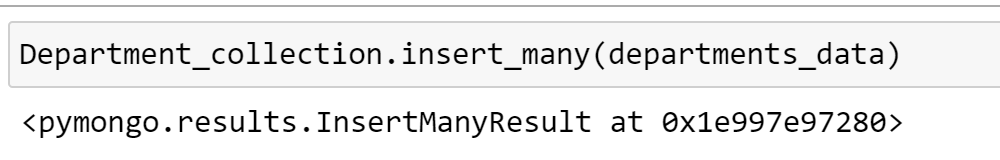 Department_collection.insert_many(departments_data)
<pymongo.results.InsertManyResult at 0x1e997e97280>